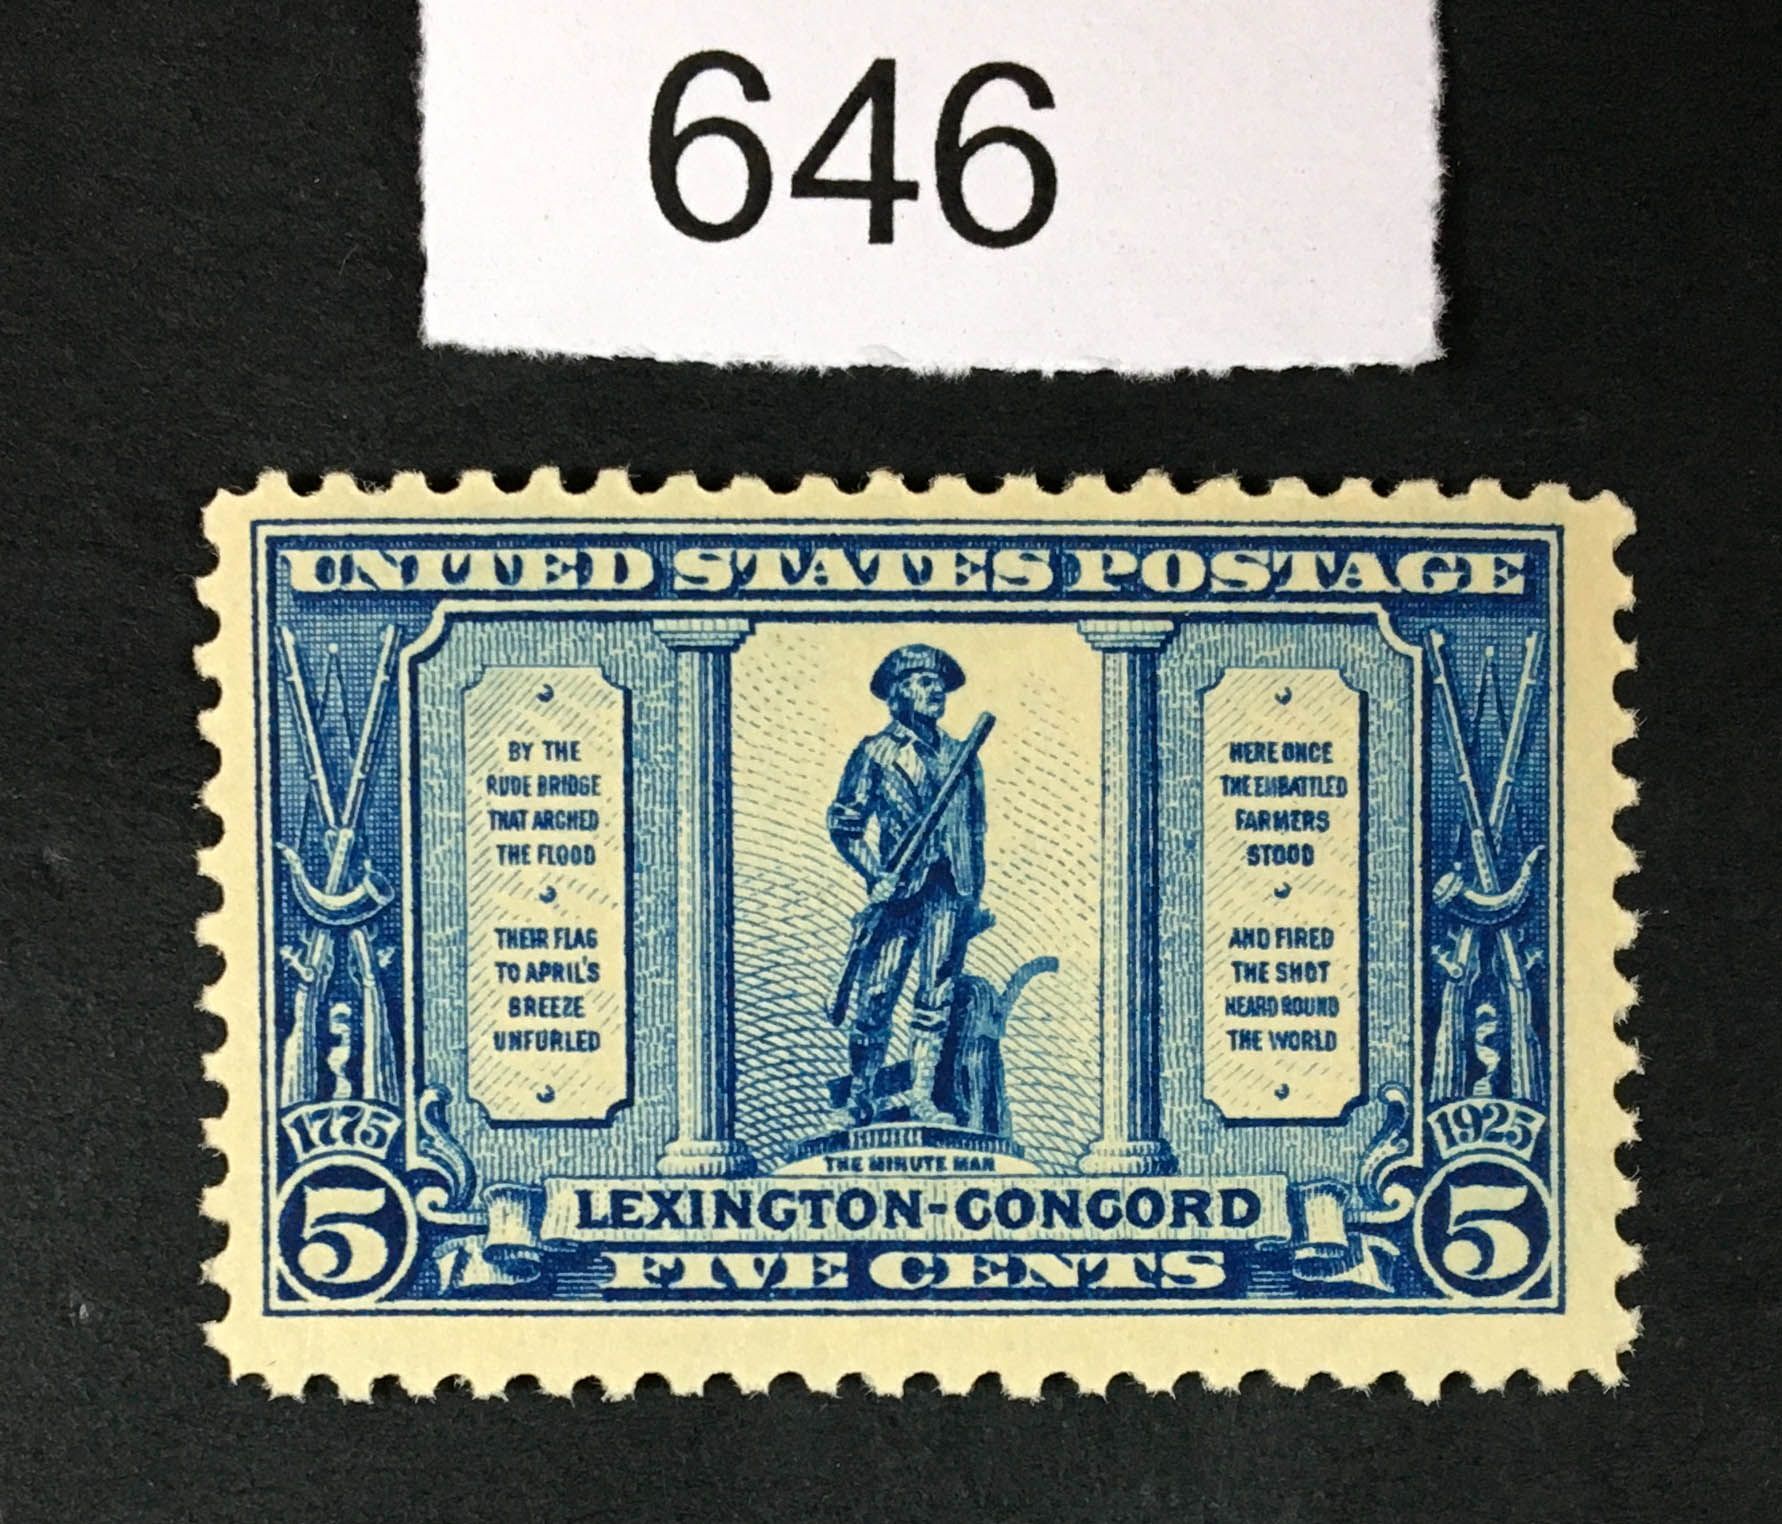 646
UNITED STATES POSTAGE
BY THE
RUDE BRIDGE
THAT ARCHED
THE FLOOD
THEIR FLAG
TO APRIL'S
BREEZE
UNFURLED
HERE ONCE
THE EMBATTLED
FARMERS
STOOD
AND FIRED
THE SHOT
HEARD ROUND
THE WORLD
1775
1925
THE MINUTE MAN
LEXINGTON-CONCORD
5 FIVE CENTS 5